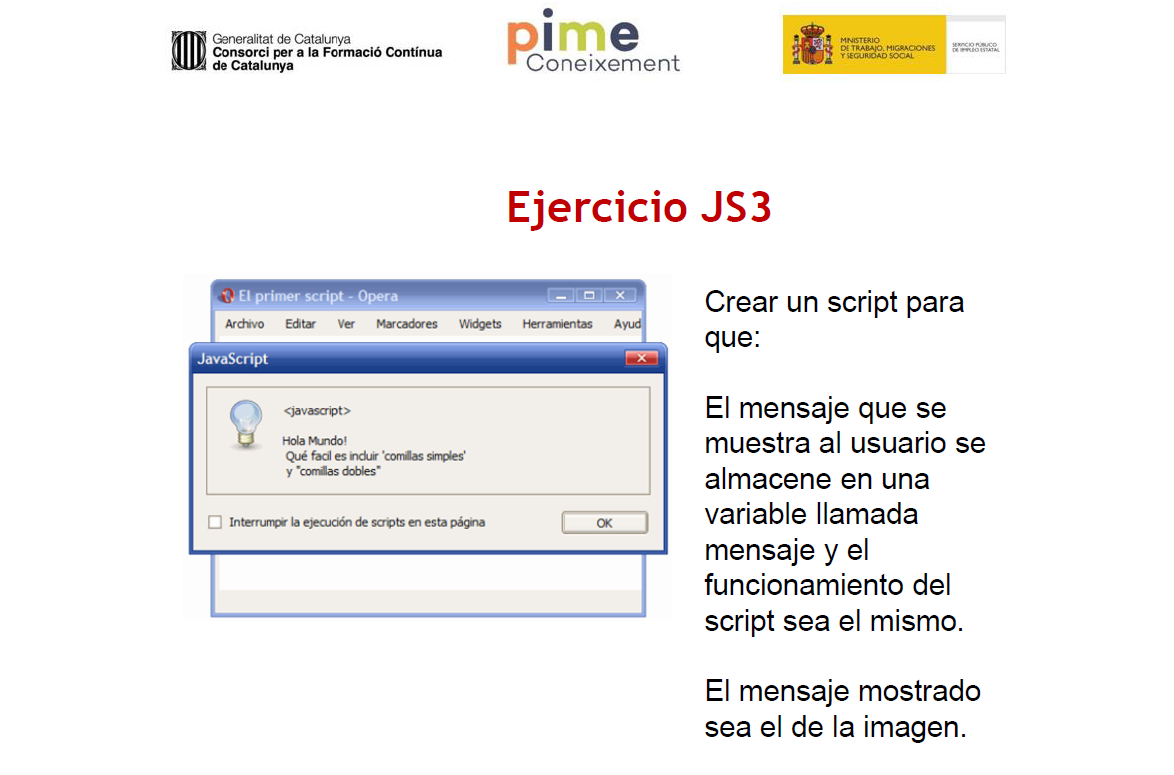 Generalitat de Catalunya
Consorci per a la Formació Contínua
de Catalunya
pime
Coneixement
MINISTERIO
DE TRABAJO, MIGRACIONES
Y SEGURIDAD SOCIAL
SERVICIO PÚBLICO
DE EMPLEO ESTATAL
Ejercicio JS3
El primer script - Opera
Archivo Editar Ver Marcadores Widgets Herramientas Ayud
JavaScript
<javascript>
Hola Mundo!
Qué facil es incluir 'comillas simples'
y "comillas dobles"
Interrumpir la ejecución de scripts en esta página
OK
Crear un script para
que:
El mensaje que se
muestra al usuario se
almacene en una
variable llamada
mensaje y el
funcionamiento del
script sea el mismo.
El mensaje mostrado
sea el de la imagen.